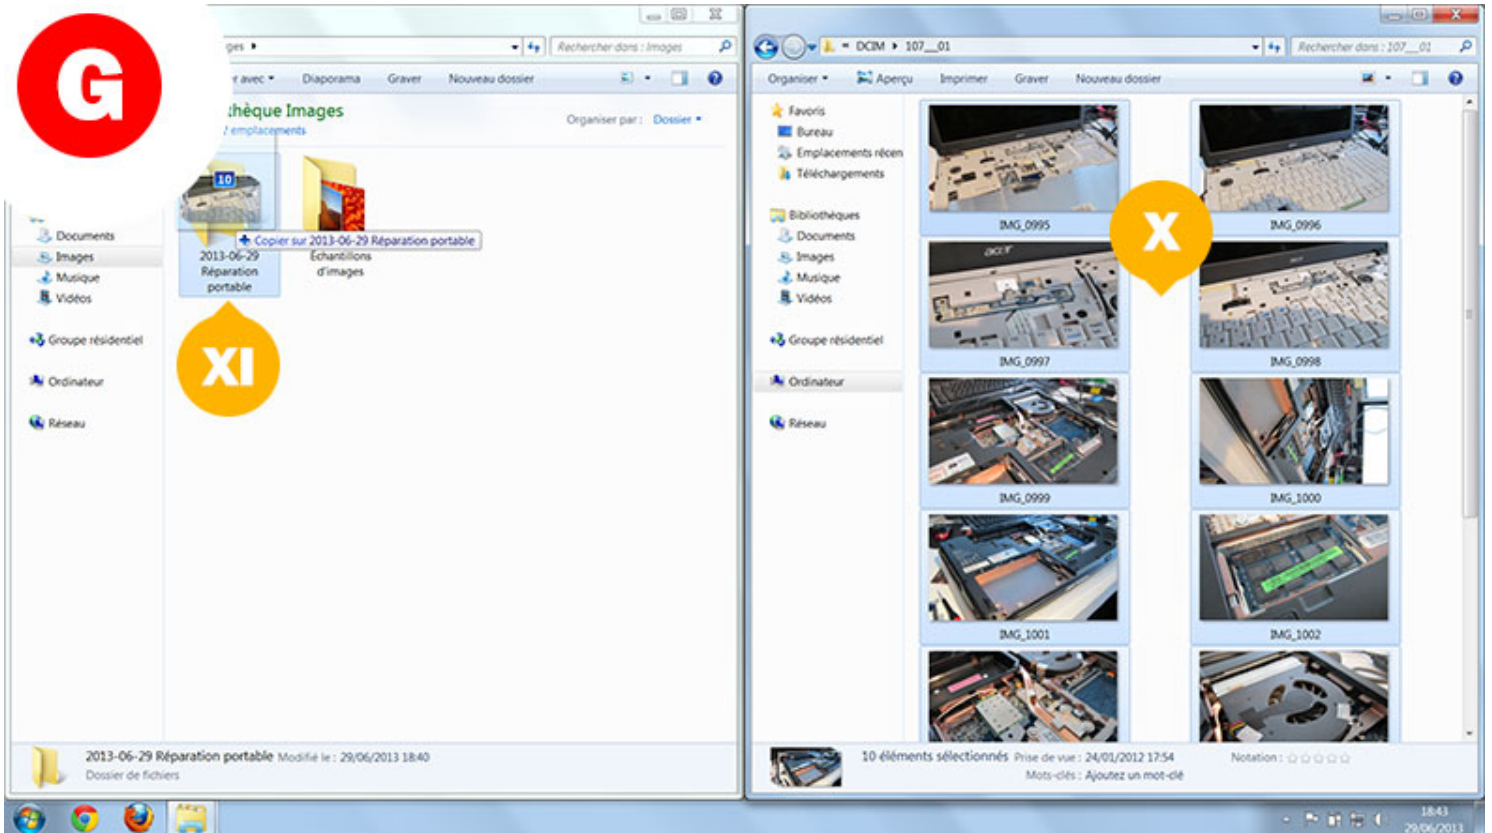 G
ges
Rechercher dans : Images
r avec
Diaporama
Graver
Nouveau dossier
hèque Images
emplacements
Organiser par :
Dossier
10
Copier sur 2013-06-29 Réparation portable
2013-06-29
Réparation
portable
Echantillons
d'images
XI
Documents
Images
Musique
Vidéos
Groupe résidentiel
Ordinateur
Réseau
2013-06-29 Réparation portable Modifié le : 29/06/2013 18:40
Dossier de fichiers
DCIM
107__01
Rechercher dans : 107__01
Organiser
Aperçu
Imprimer
Graver
Nouveau dossier
Favoris
Bureau
Emplacements récen
Téléchargements
Bibliothèques
Documents
Images
Musique
Vidéos
Groupe résidentiel
Ordinateur
Réseau
acer
X
IMG_0995
IMG_0996
IMG_0997
IMG_0998
IMG_0999
IMG_1000
IMG_1001
IMG_1002
10 éléments sélectionnés Prise de vue : 24/01/2012 17:54
Notation :
Mots-clés : Ajoutez un mot-clé
18:43
29/06/2013